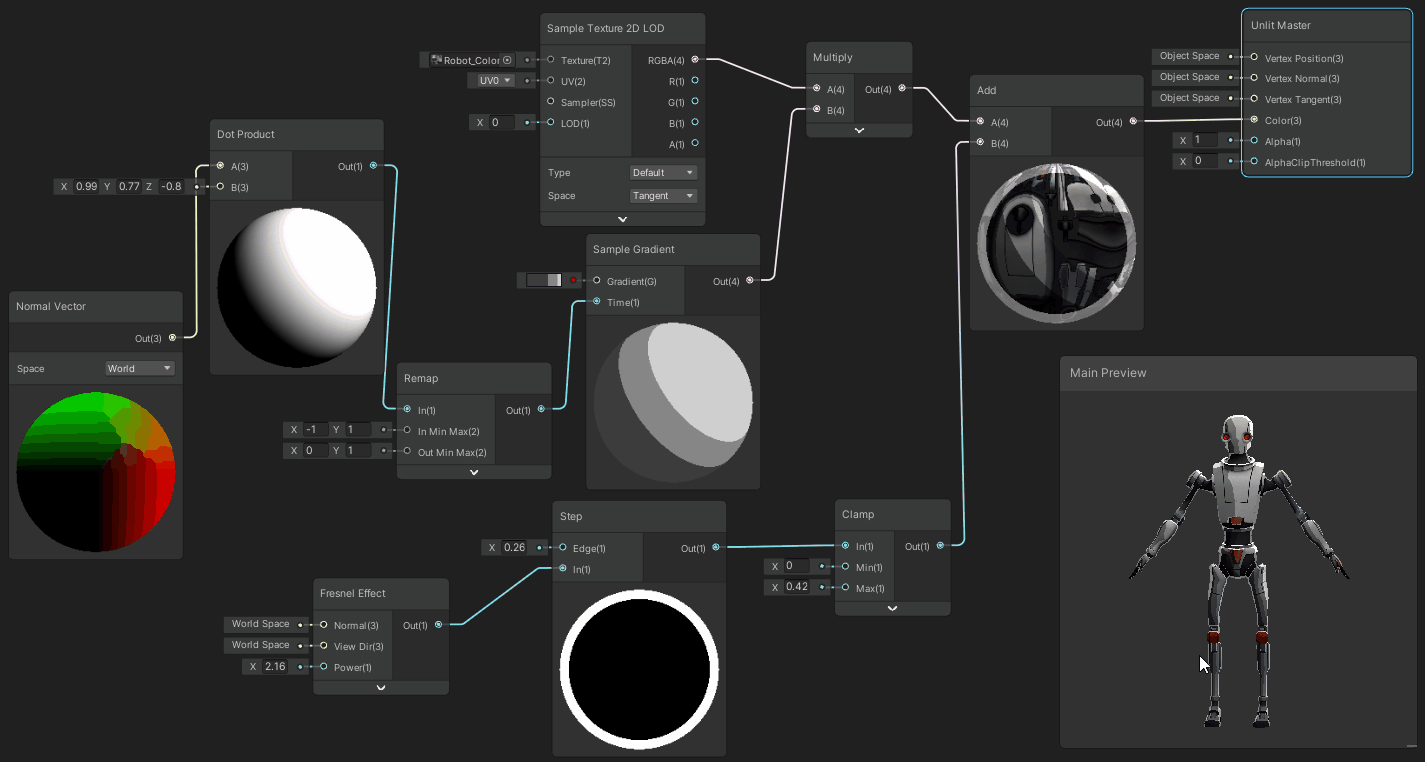 Sample Texture 2D LOD
Robot_Color
Texture(T2)
RGBA(4)
UV0
UV(2)
R(1)
Sampler(SS)
G(1)
X 0
LOD(1)
B(1)
A(1)
Type
Default
Space
Tangent
Multiply
A(4)
Out(4)
B(4)
Add
A(4)
Out(4)
B(4)
Unlit Master
Object Space
Vertex Position(3)
Object Space
Vertex Normal(3)
Object Space
Vertex Tangent(3)
Color(3)
X 1
Alpha(1)
X 0
AlphaClipThreshold(1)
Dot Product
A(3)
Out(1)
X 0.99 Y 0.77 Z -0.8
B(3)
Sample Gradient
Gradient(G)
Out(4)
Time(1)
Normal Vector
Out(3)
Space
World
Remap
In(1)
Out(1)
X -1 Y 1
In Min Max(2)
X 0 Y 1
Out Min Max(2)
Main Preview
Step
X 0.26
Edge(1)
Out(1)
In(1)
Clamp
In(1)
Out(1)
X 0
Min(1)
X 0.42
Max(1)
Fresnel Effect
World Space
Normal(3)
Out(1)
World Space
View Dir(3)
X 2.16
Power(1)